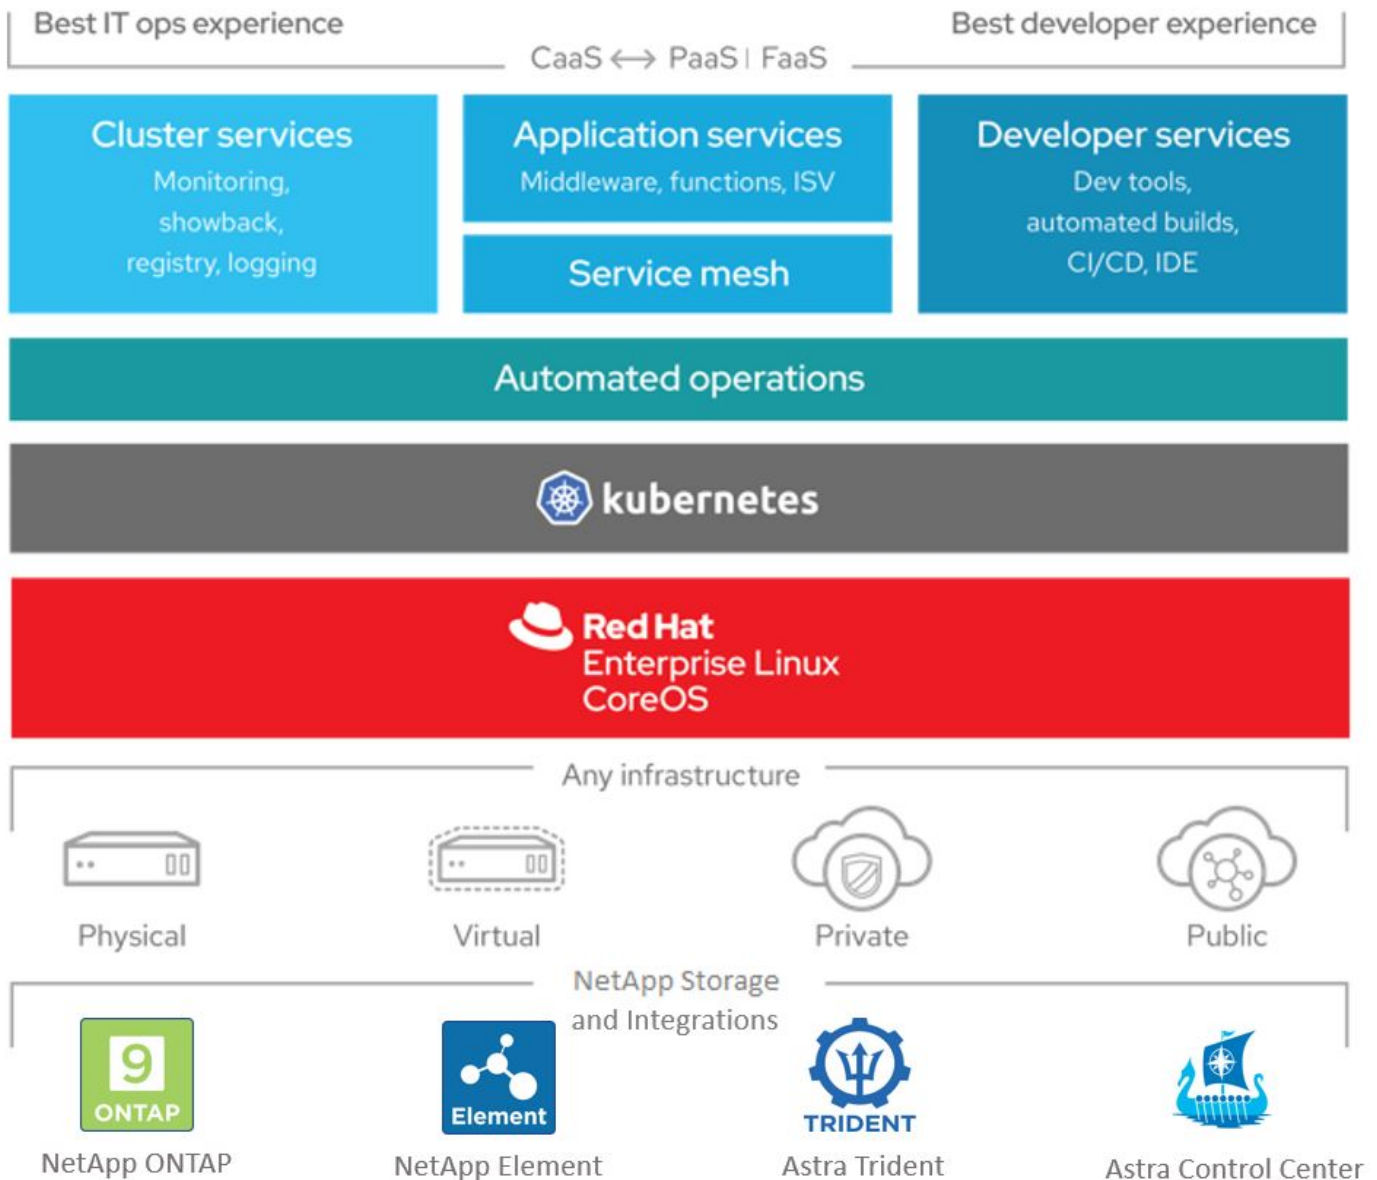 Best IT ops experience
Best developer experience
CaaS ↔ PaaS | FaaS
Cluster services
Monitoring,
showback,
registry, logging
Application services
Middleware, functions, ISV
Service mesh
Developer services
Dev tools,
automated builds,
CI/CD, IDE
Automated operations
kubernetes
Red Hat
Enterprise Linux
CoreOS
Any infrastructure
Physical
Virtual
Private
Public
NetApp Storage
and Integrations
9
ONTAP
NetApp ONTAP
Element
NetApp Element
TRIDENT
Astra Trident
Astra Control Center